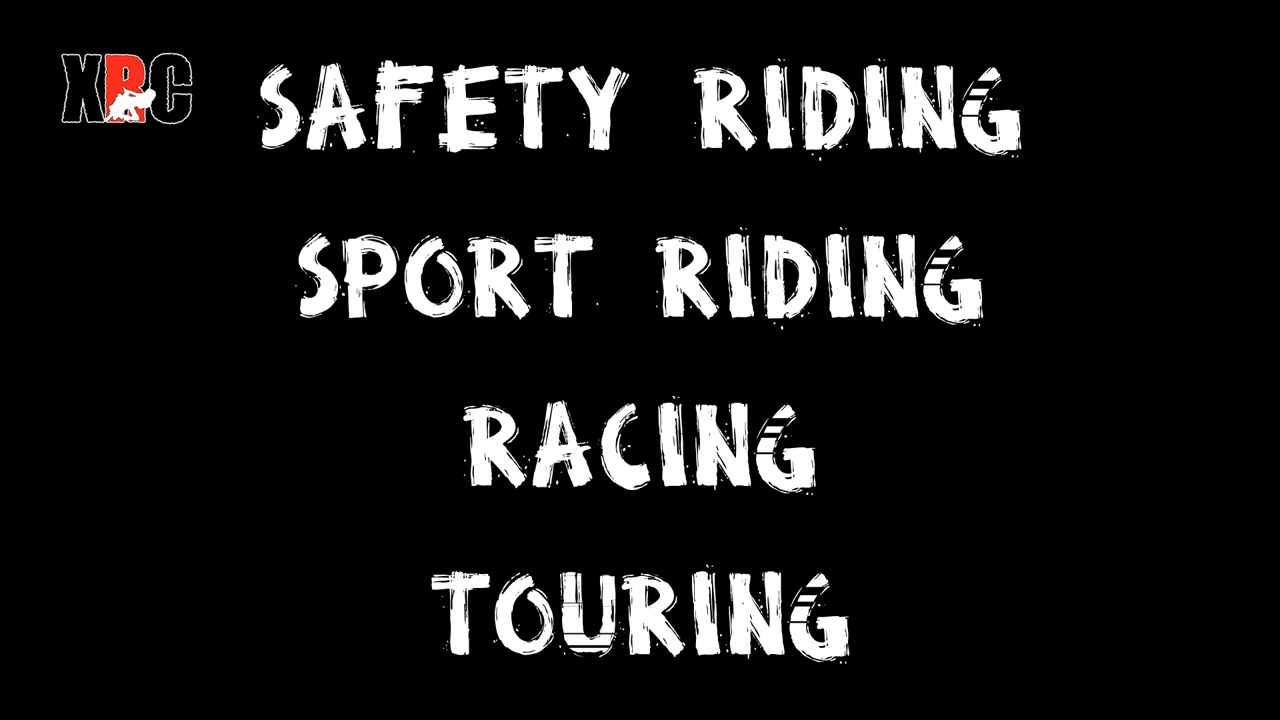 XRC
SAFETY RIDING
SPORT RIDING
RACING
TOURING